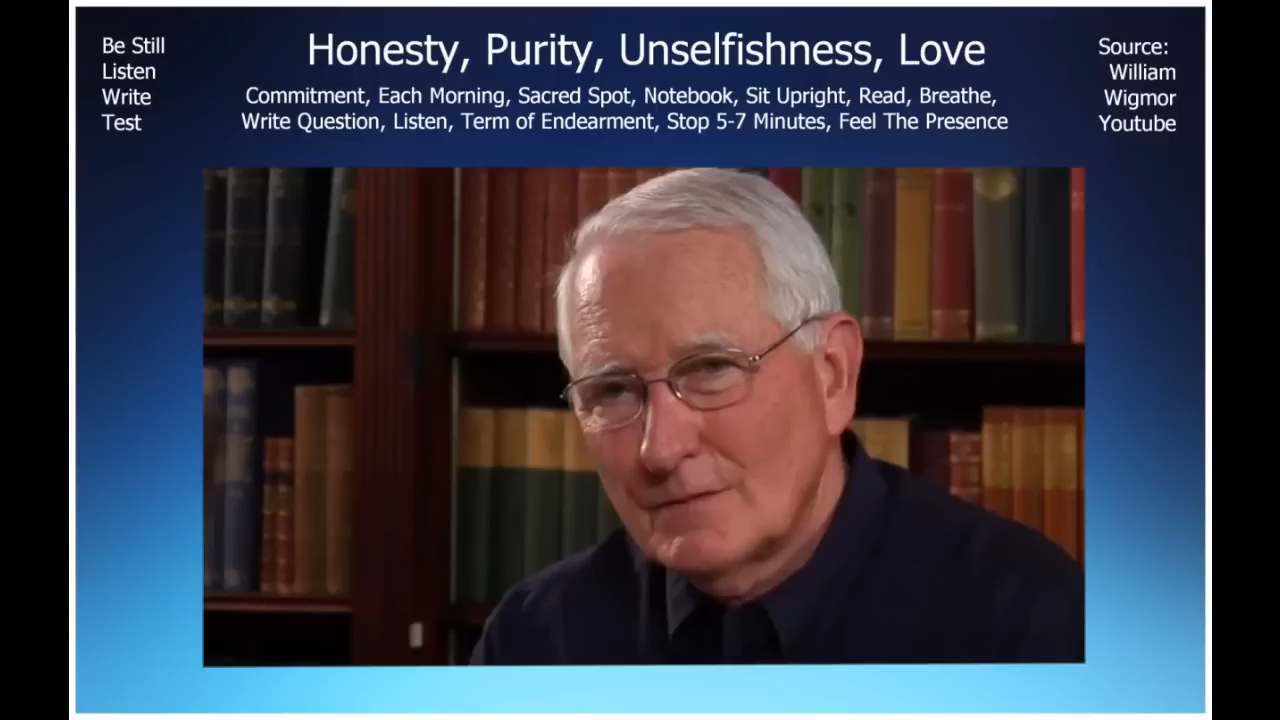 Be Still
Listen
Write
Test
Honesty, Purity, Unselfishness, Love
Commitment, Each Morning, Sacred Spot, Notebook, Sit Upright, Read, Breathe,
Write Question, Listen, Term of Endearment, Stop 5-7 Minutes, Feel The Presence
Source:
William
Wigmor
Youtube